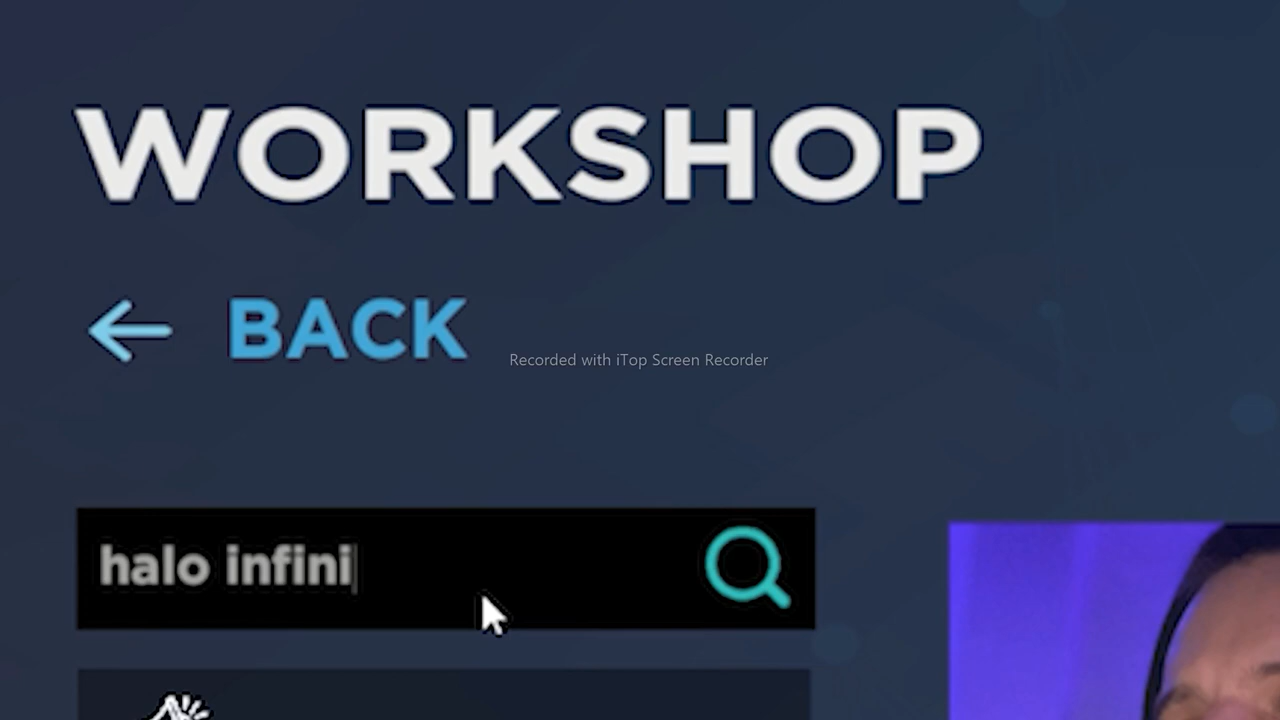 WORKSHOP
← BACK
Recorded with iTop Screen Recorder
halo infini